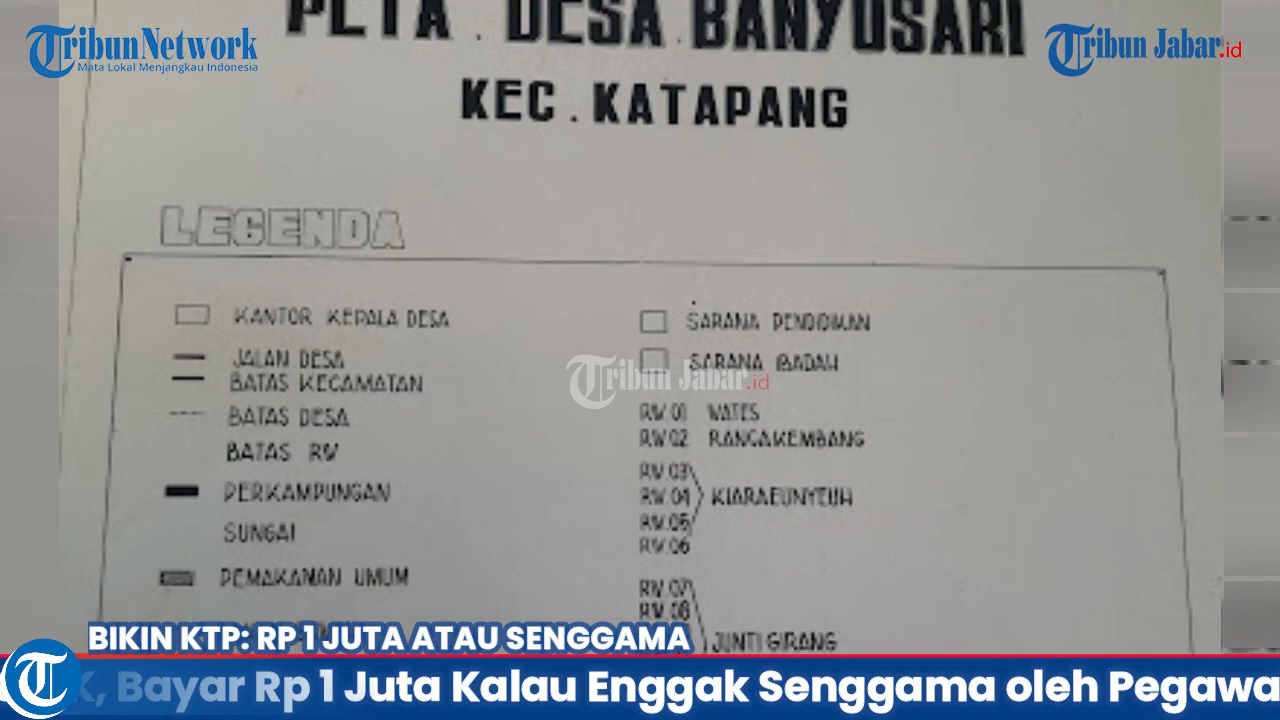 PETA . DESA BANYUSARI
KEC . KATAPANG
TribunNetwork
Mata Lokal Menjangkau Indonesia
Tribun Jabar.id
LEGENDA
KANTOR KEPALA DESA
JALAN DESA
BATAS KECAMATAN
BATAS DESA
BATAS RW
PERKAMPUNGAN
SUNGAI
PEMAKAMAN UMUM
SARANA PENDIDIKAN
SARANA IBADAH
RW.01 WATES
RW.02 RANCAKEMBANG
RW.03
RW.04 KIARAEUNYEUH
RW.05
RW.06
RW.07
RW.08
JUNTI GIRANG
Tribun Jabar.id
BIKIN KTP: RP 1 JUTA ATAU SENGGAMA
K, Bayar Rp 1 Juta Kalau Enggak Senggama oleh Pegawa